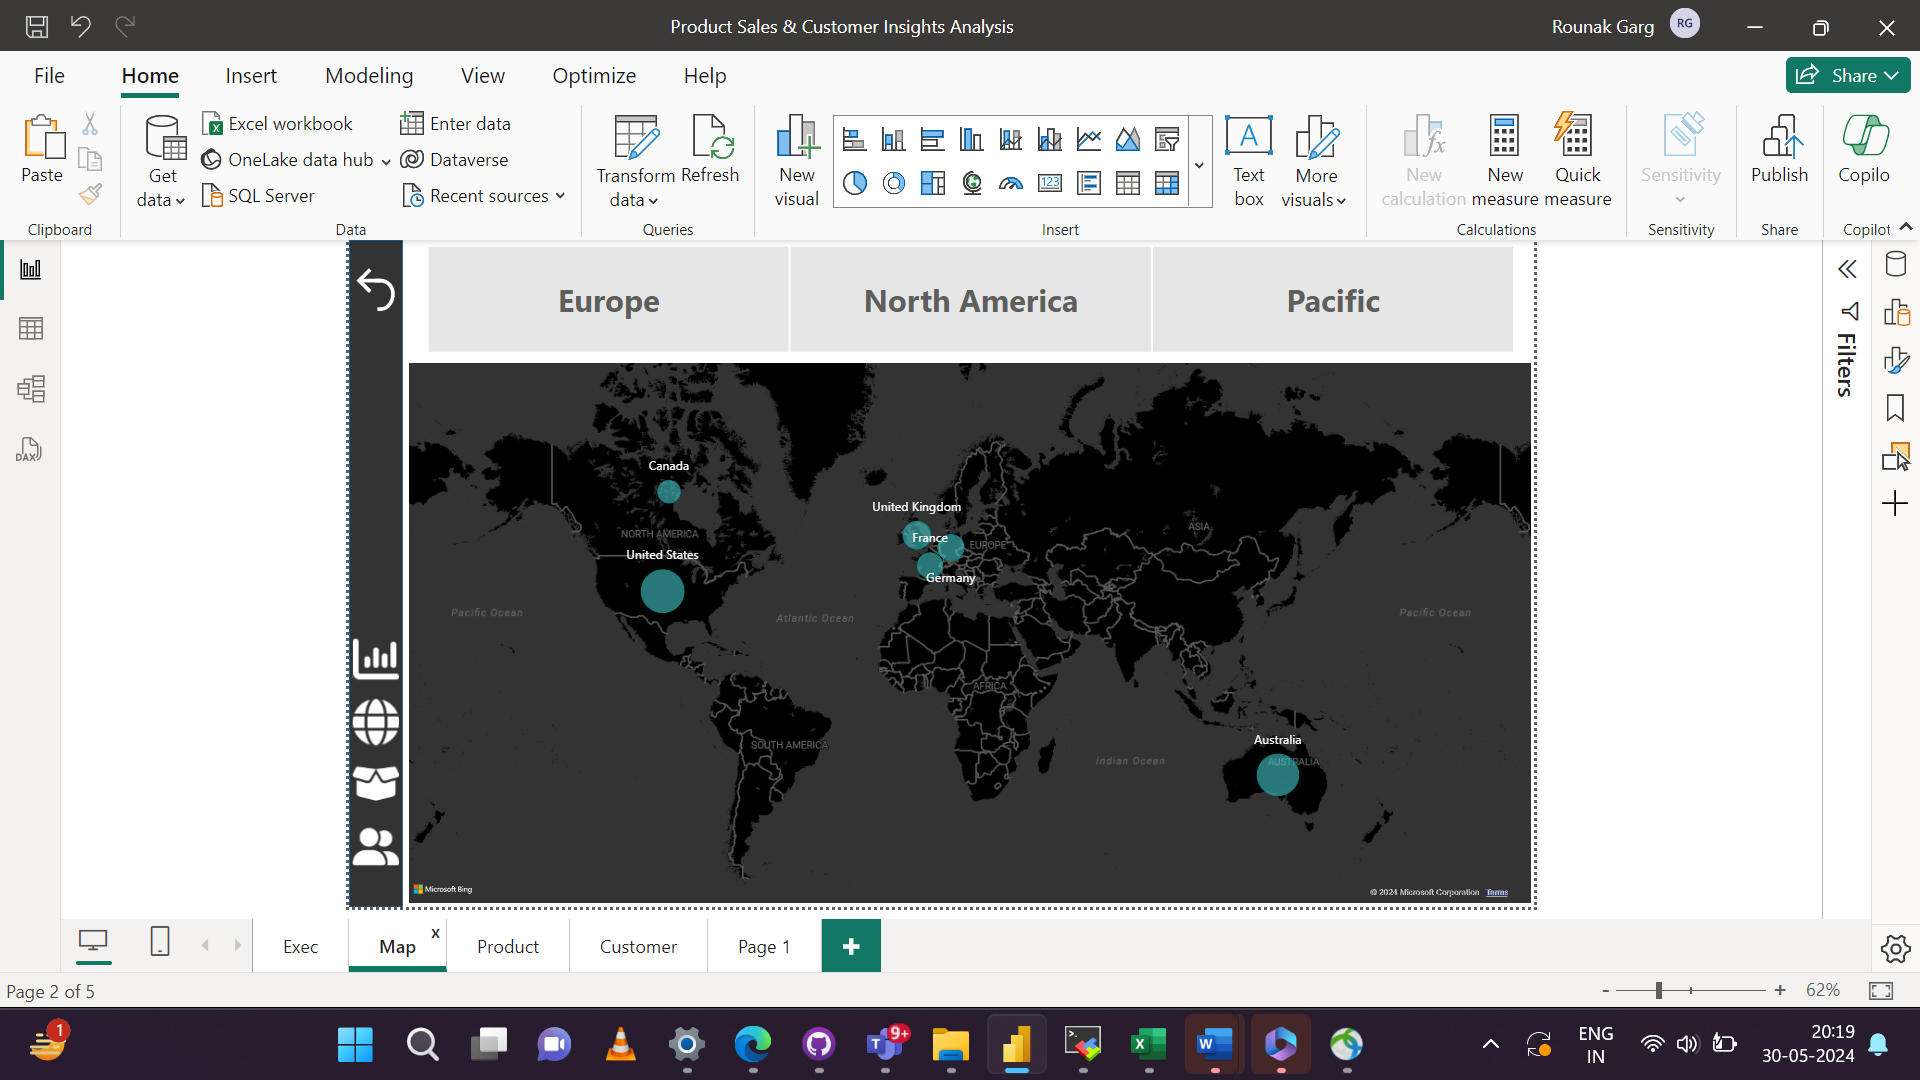 Product Sales & Customer Insights Analysis
Rounak Garg RG
File Home Insert Modeling View Optimize Help
Share
Paste
Clipboard
Get data
Excel workbook
OneLake data hub
SQL Server
Enter data
Dataverse
Recent sources
Data
Transform data
Refresh
Queries
New visual
123
Text box
More visuals
Insert
New calculation
New measure
Quick measure
Calculations
Sensitivity
Sensitivity
Publish
Share
Copilo
Copilot
DAX
Europe North America Pacific
Filters
Canada
United Kingdom
NORTH AMERICA
ASIA
France
EUROPE
United States
Germany
Pacific Ocean
Atlantic Ocean
Pacific Ocean
AFRICA
SOUTH AMERICA
Australia
Indian Ocean
AUSTRALIA
Microsoft Bing
© 2024 Microsoft Corporation Terms
Exec Map x Product Customer Page 1 +
Page 2 of 5
- + 62%
1
9+
ENG
IN
20:19
30-05-2024